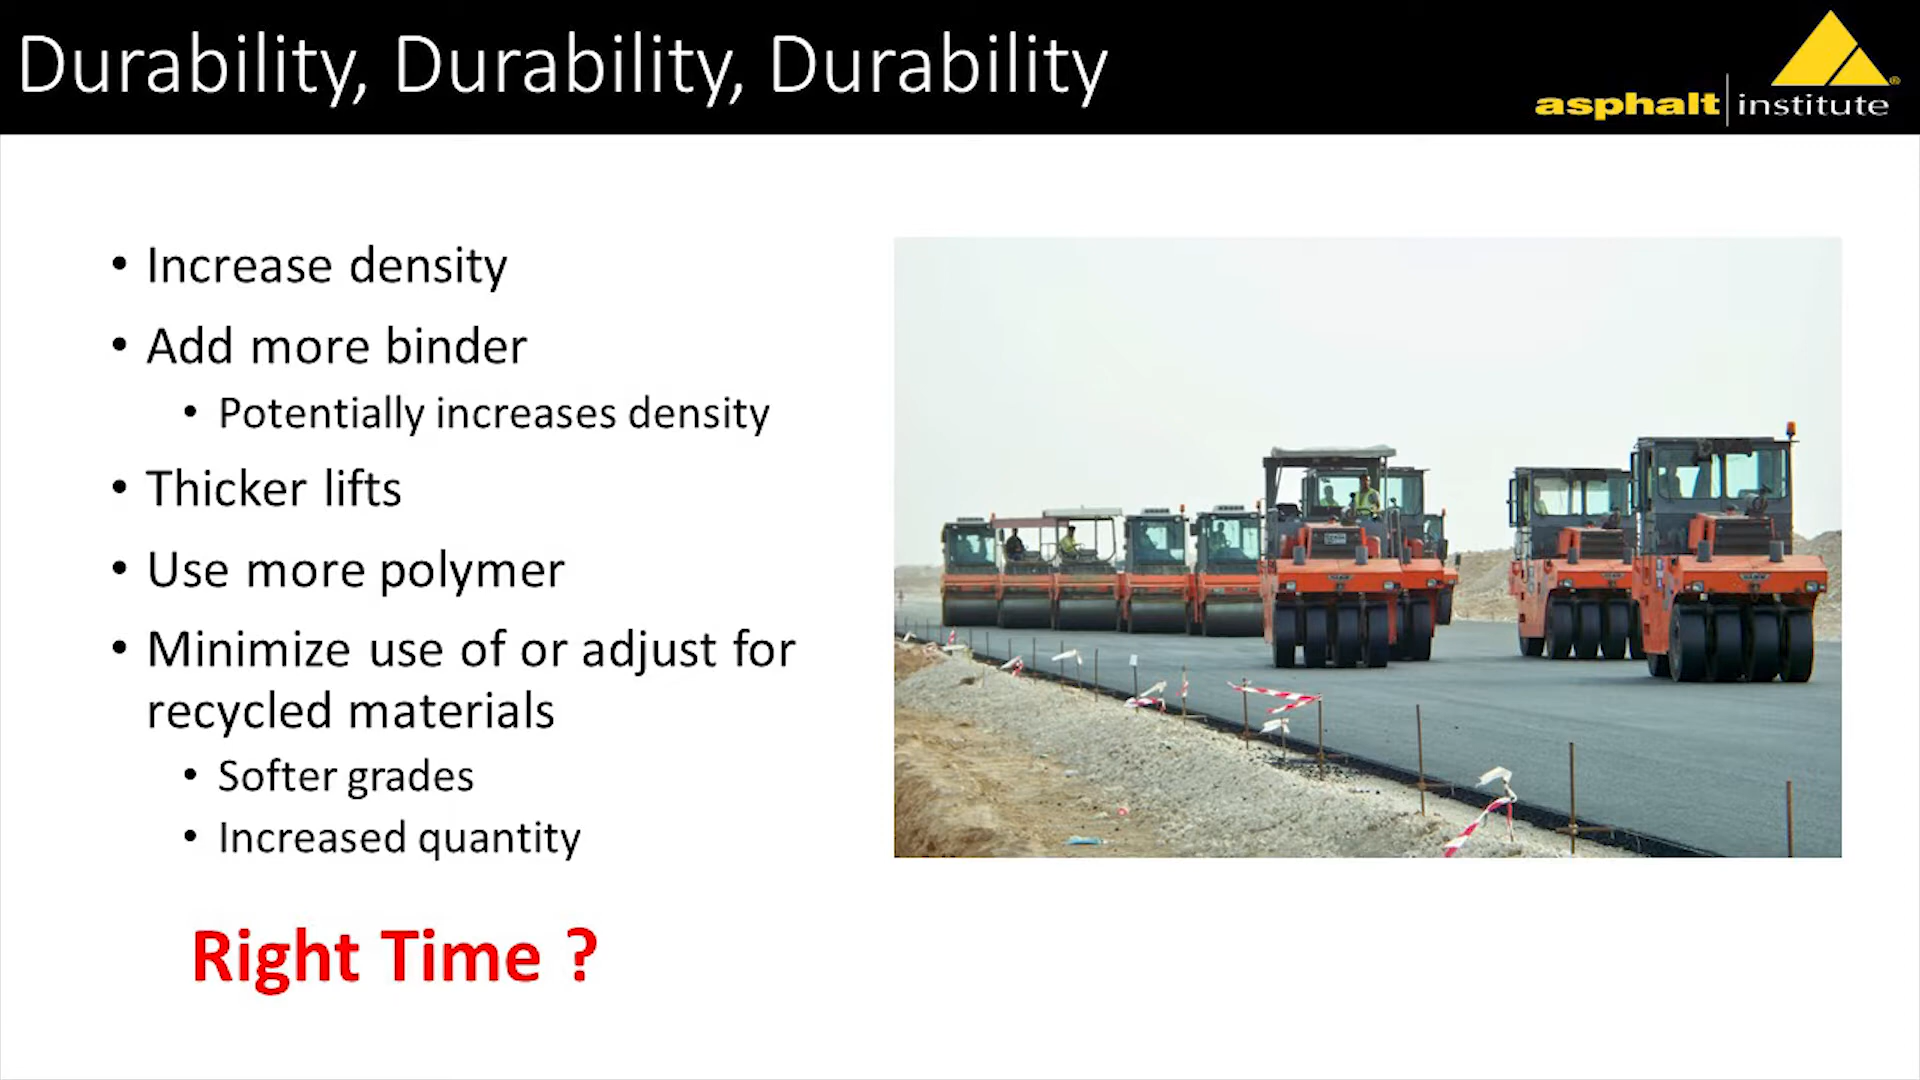 Durability, Durability, Durability
asphalt institute®
• Increase density
• Add more binder
• Potentially increases density
• Thicker lifts
• Use more polymer
• Minimize use of or adjust for
recycled materials
• Softer grades
• Increased quantity
Right Time ?